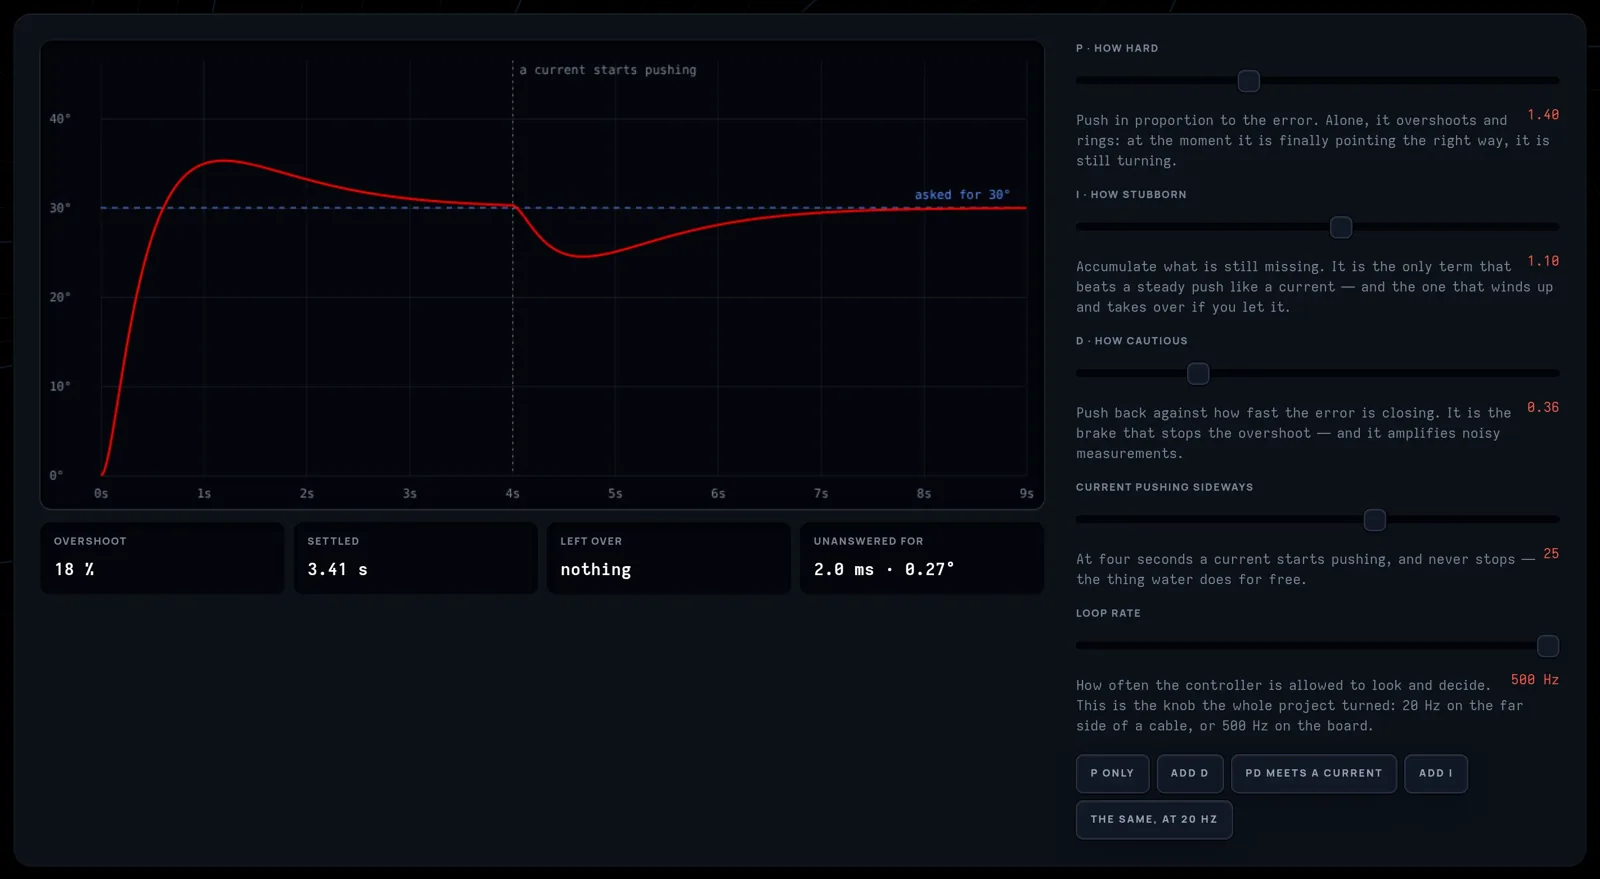 a current starts pushing
40°
30°
20°
10°
0°
asked for 30°
0s
1s
2s
3s
4s
5s
6s
7s
8s
9s
OVERSHOOT
18 %
SETTLED
3.41 s
LEFT OVER
nothing
UNANSWERED FOR
2.0 ms · 0.27°
P · HOW HARD
1.40
Push in proportion to the error. Alone, it overshoots and
rings: at the moment it is finally pointing the right way, it is
still turning.
I · HOW STUBBORN
1.10
Accumulate what is still missing. It is the only term that
beats a steady push like a current — and the one that winds up
and takes over if you let it.
D · HOW CAUTIOUS
0.36
Push back against how fast the error is closing. It is the
brake that stops the overshoot — and it amplifies noisy
measurements.
CURRENT PUSHING SIDEWAYS
25
At four seconds a current starts pushing, and never stops —
the thing water does for free.
LOOP RATE
500 Hz
How often the controller is allowed to look and decide.
This is the knob the whole project turned: 20 Hz on the far
side of a cable, or 500 Hz on the board.
P ONLY
ADD D
PD MEETS A CURRENT
ADD I
THE SAME, AT 20 HZ